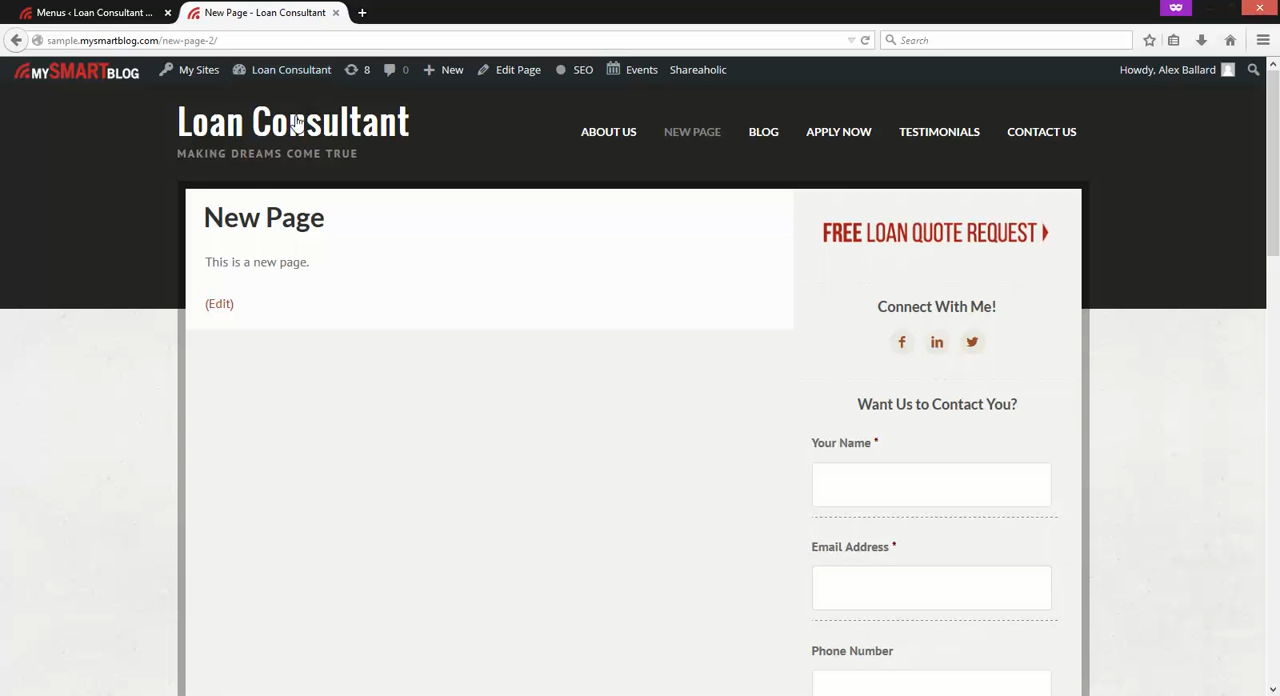 Menus ‹ Loan Consultant ...
New Page - Loan Consultant
sample.mysmartblog.com/new-page-2/
Search
MYSMARTBLOG
My Sites
Loan Consultant
8
0
New
Edit Page
SEO
Events
Shareaholic
Howdy, Alex Ballard
Loan Consultant
MAKING DREAMS COME TRUE
ABOUT US
NEW PAGE
BLOG
APPLY NOW
TESTIMONIALS
CONTACT US
New Page
This is a new page.
(Edit)
FREE LOAN QUOTE REQUEST
Connect With Me!
Want Us to Contact You?
Your Name *
Email Address *
Phone Number